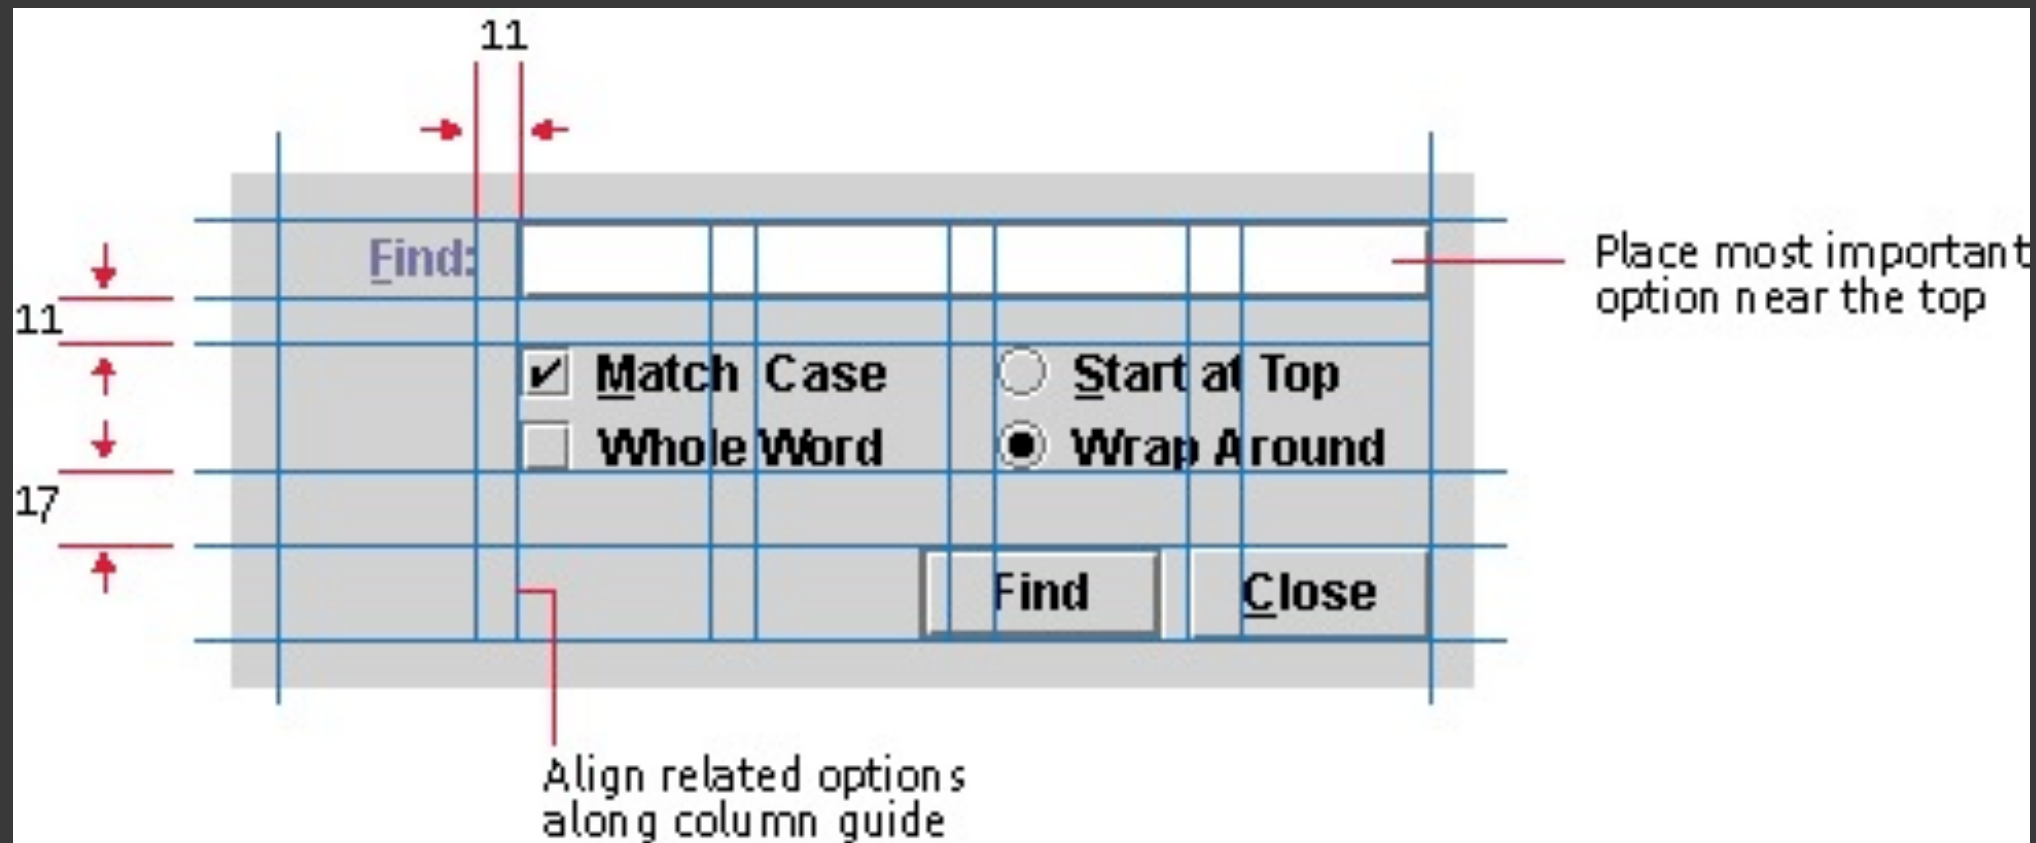 11
Find:
Place most important
option near the top
11
Match Case
Start at Top
Whole Word
Wrap Around
17
Find
Close
Align related options
along column guide